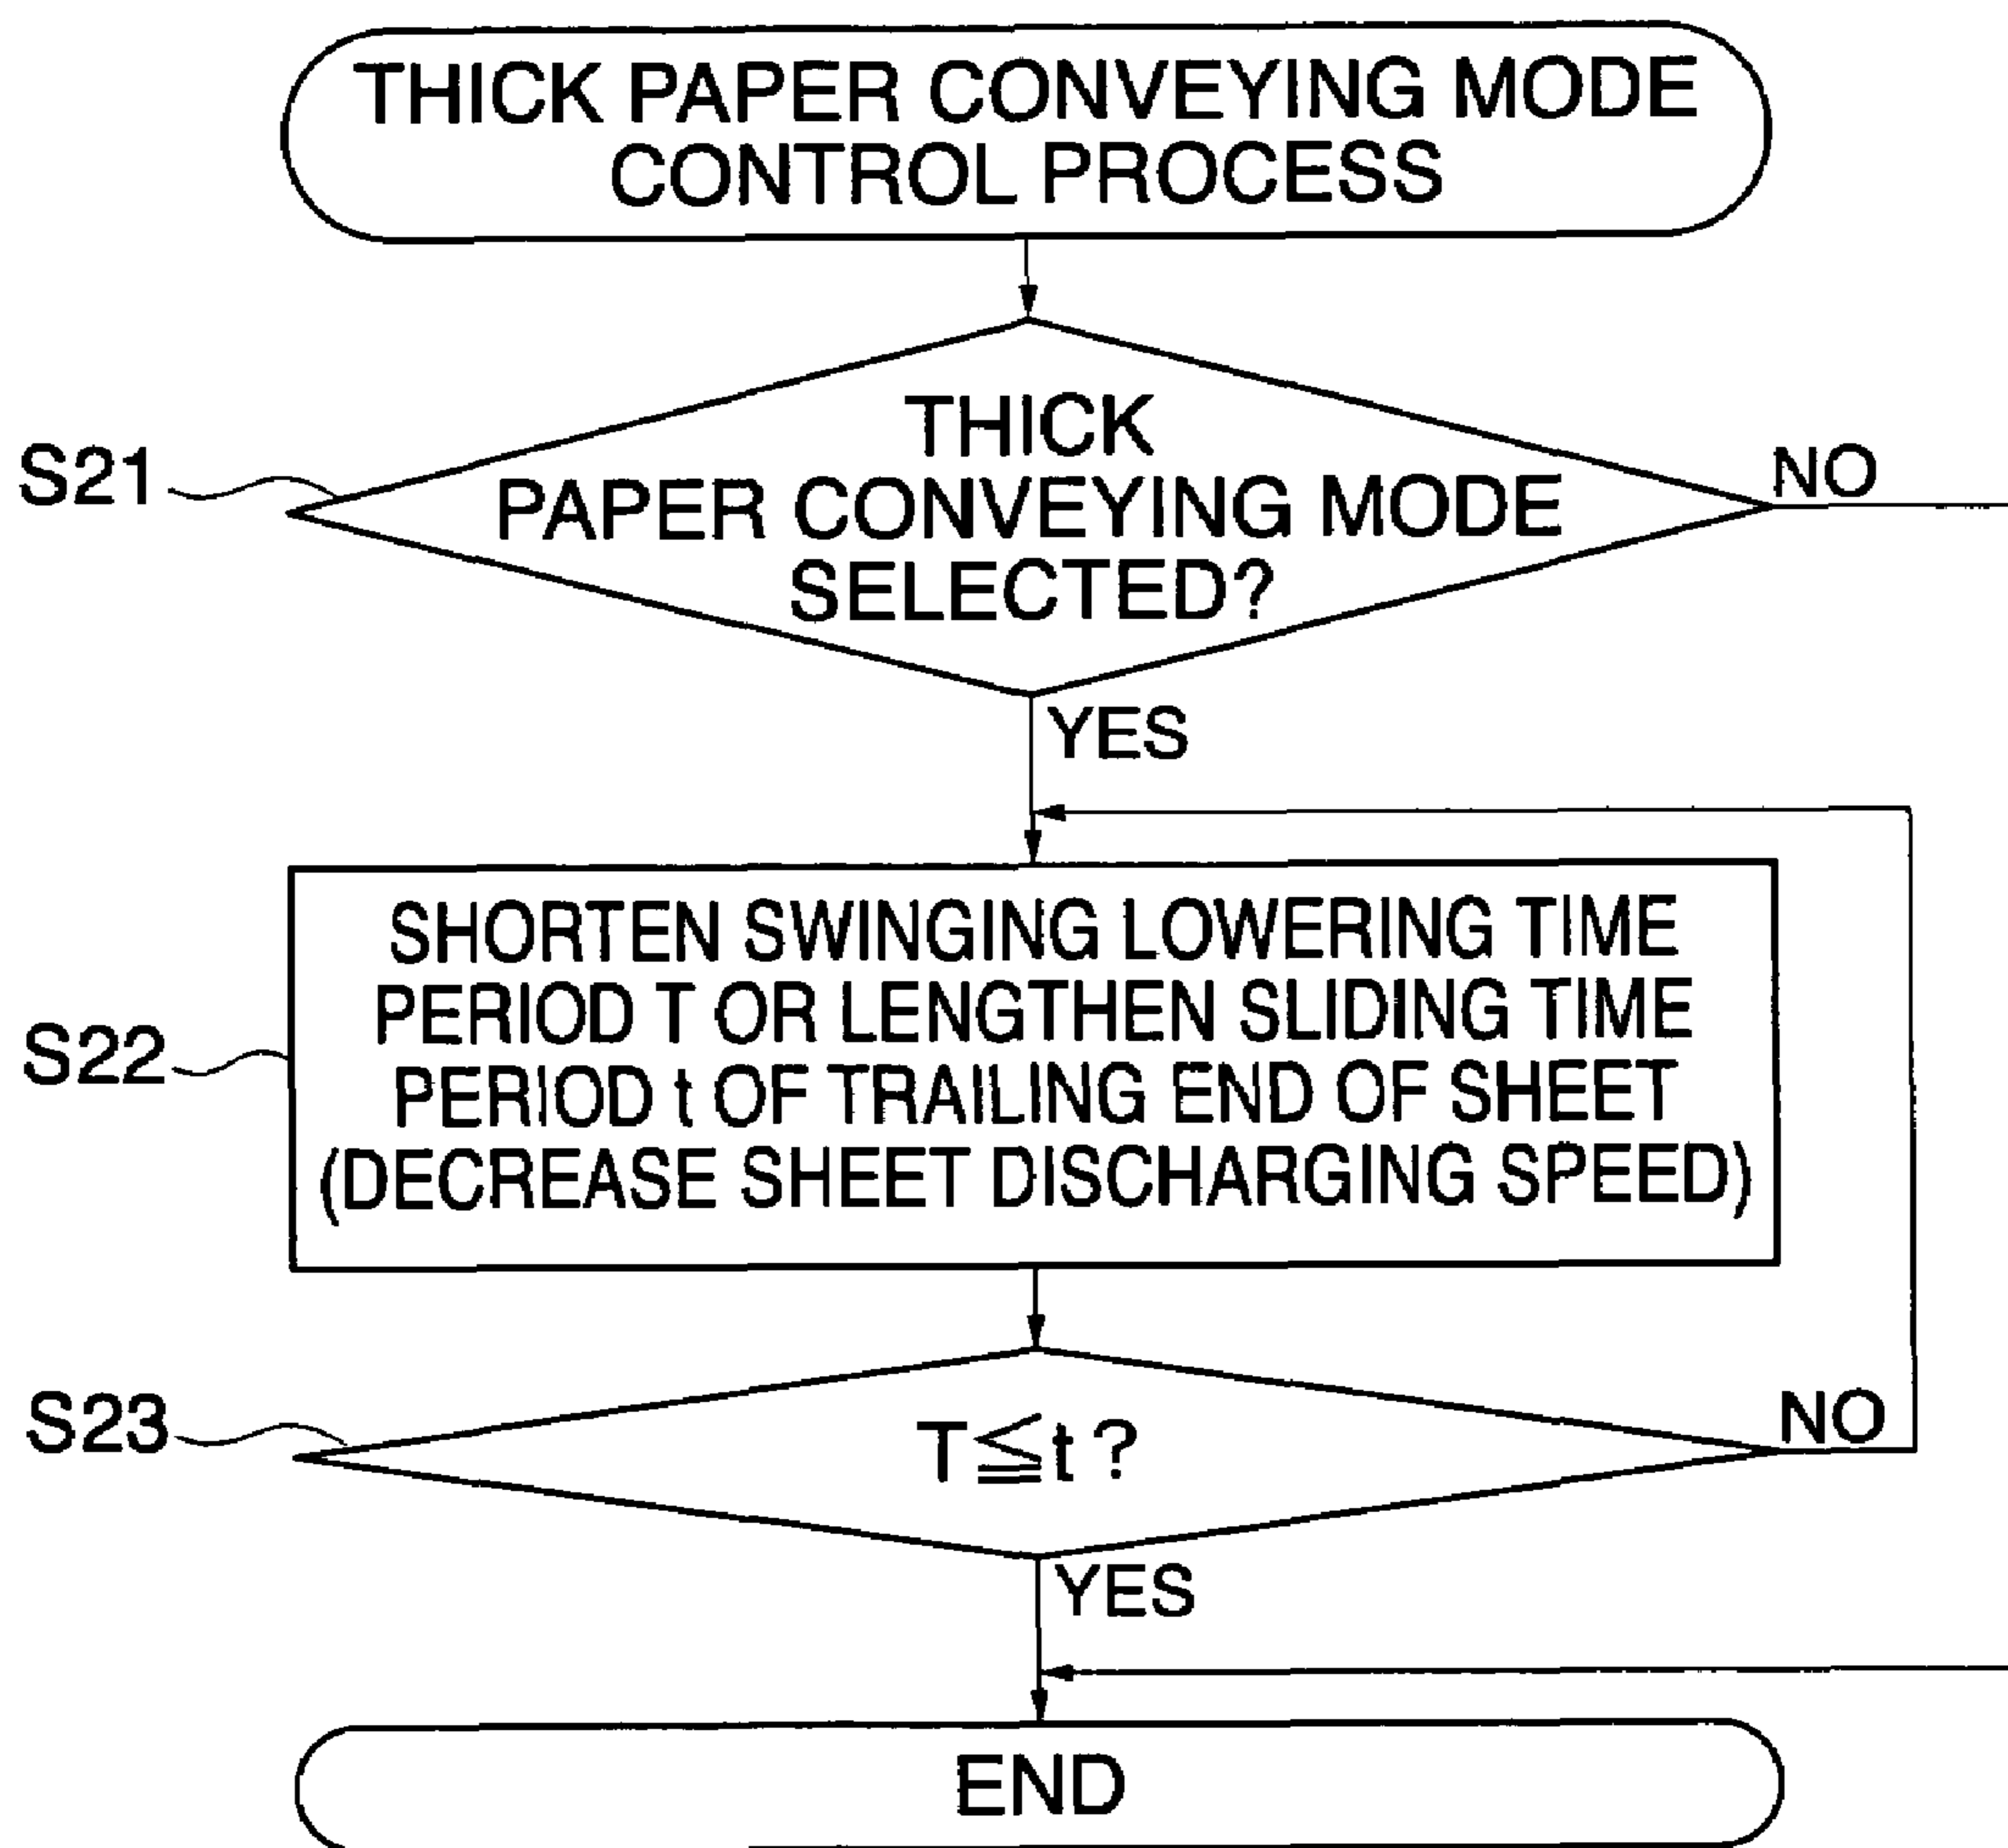 THICK PAPER CONVEYING MODE
CONTROL PROCESS
THICK
PAPER CONVEYING MODE
SELECTED?
S21
NO
YES
SHORTEN SWINGING LOWERING TIME
PERIOD T OR LENGTHEN SLIDING TIME
PERIOD t OF TRAILING END OF SHEET
(DECREASE SHEET DISCHARGING SPEED)
S22
T≦t?
S23
NO
YES
END